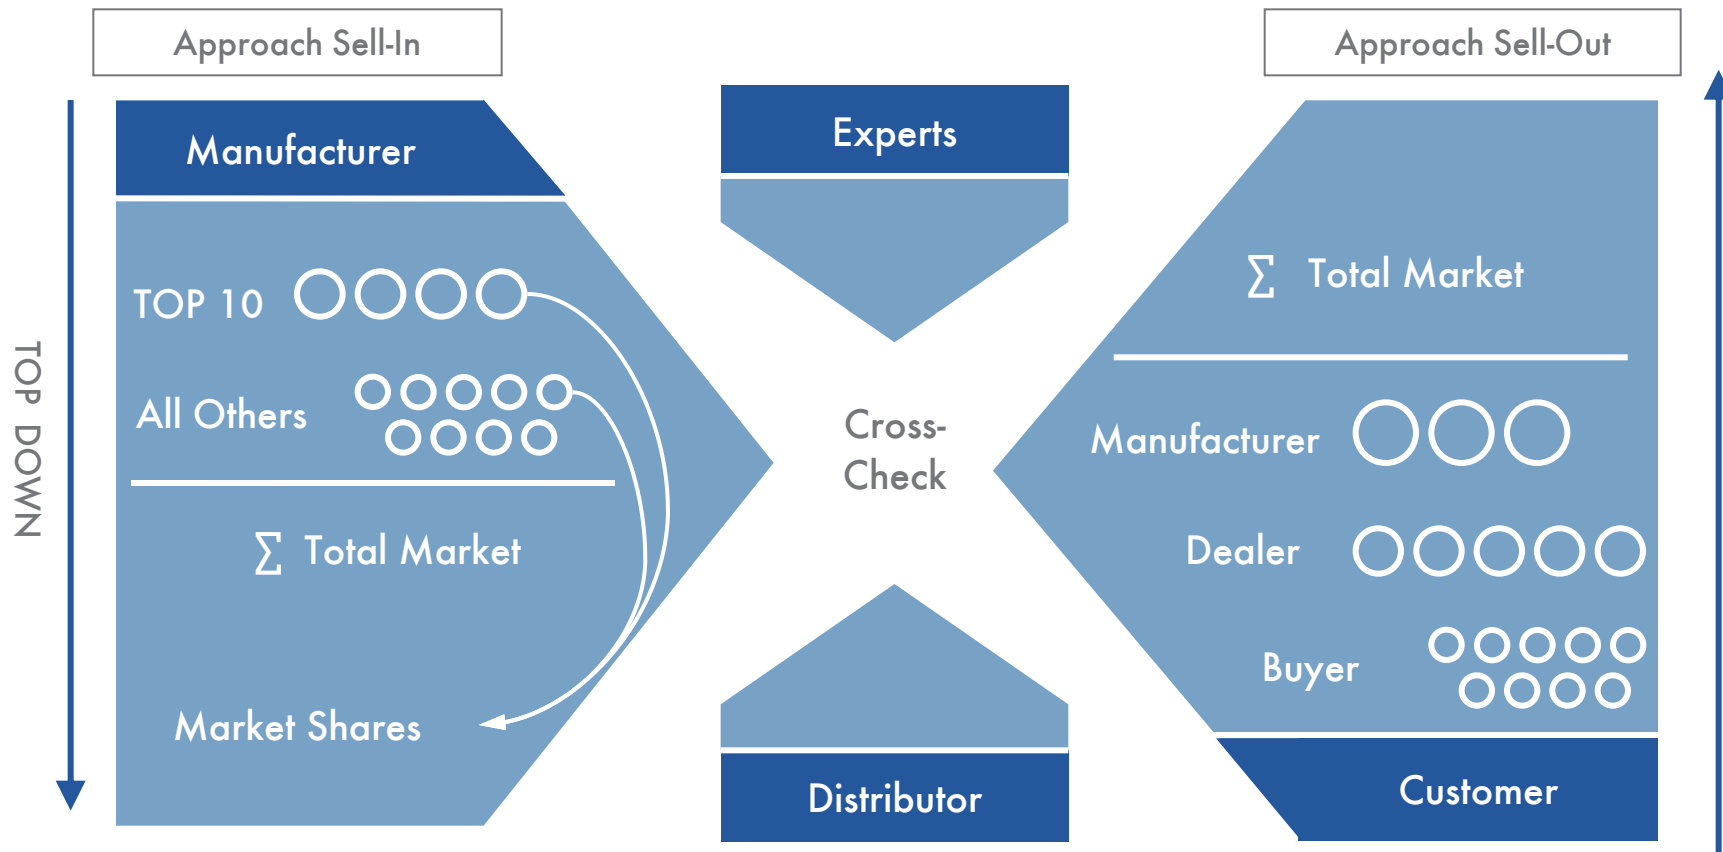 Approach Sell-In
Manufacturer
TOP 10
All Others
∑ Total Market
Market Shares
TOP DOWN
Experts
Cross-
Check
Distributor
Approach Sell-Out
∑ Total Market
Manufacturer
Dealer
Buyer
Customer